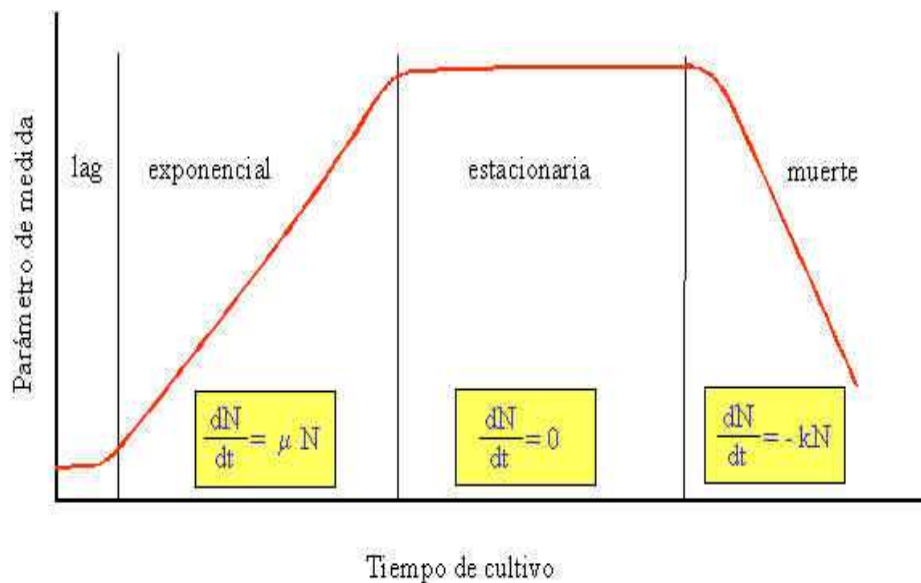 Parámetro de medida
lag
exponencial
estacionaria
muerte
dN/dt = μ N
dN/dt = 0
dN/dt = - kN
Tiempo de cultivo